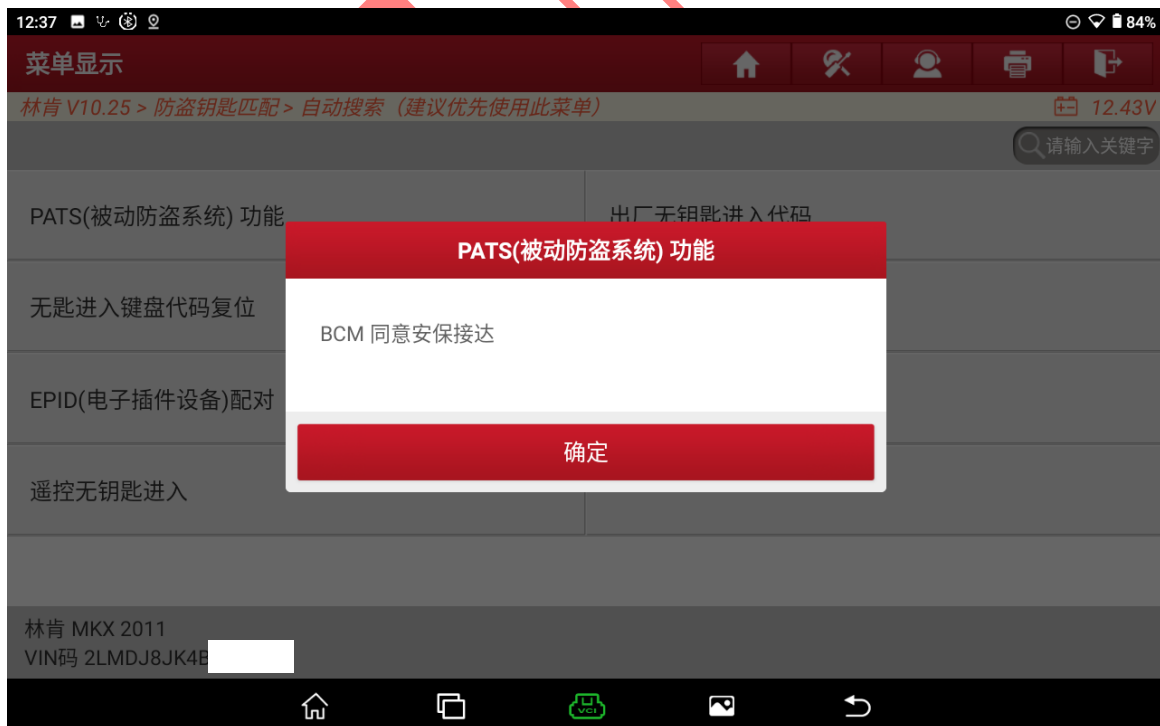 12:37
84%
菜单显示
林肯 V10.25 > 防盗钥匙匹配 > 自动搜索（建议优先使用此菜单）
12.43V
请输入关键字
PATS(被动防盗系统) 功能
出厂无钥匙进入代码
PATS(被动防盗系统) 功能
无匙进入键盘代码复位
BCM 同意安保接达
EPID(电子插件设备)配对
确定
遥控无钥匙进入
林肯 MKX 2011
VIN码 2LMDJ8JK4B
VCI